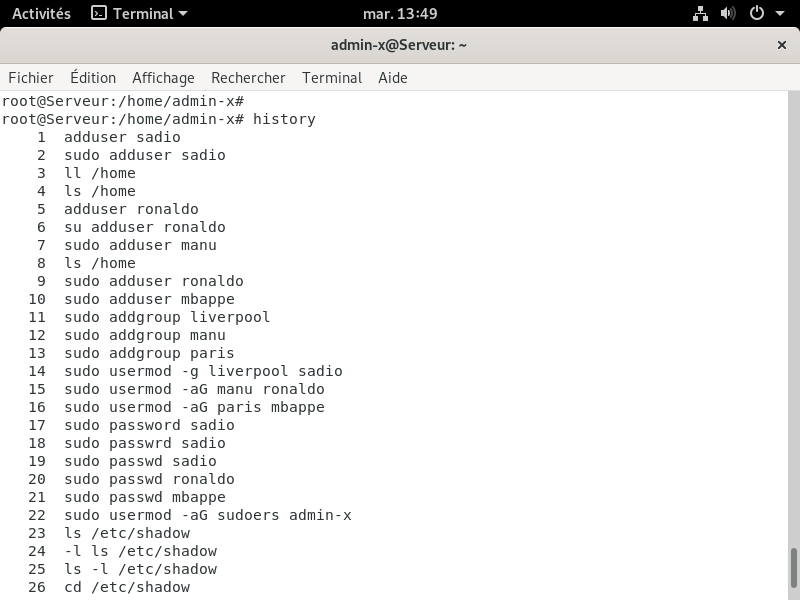 Activités Terminal mar. 13:49
admin-x@Serveur: ~ ×
Fichier Édition Affichage Rechercher Terminal Aide
root@Serveur:/home/admin-x#
root@Serveur:/home/admin-x# history
1 adduser sadio
2 sudo adduser sadio
3 ll /home
4 ls /home
5 adduser ronaldo
6 su adduser ronaldo
7 sudo adduser manu
8 ls /home
9 sudo adduser ronaldo
10 sudo adduser mbappe
11 sudo addgroup liverpool
12 sudo addgroup manu
13 sudo addgroup paris
14 sudo usermod -g liverpool sadio
15 sudo usermod -aG manu ronaldo
16 sudo usermod -aG paris mbappe
17 sudo password sadio
18 sudo passwrd sadio
19 sudo passwd sadio
20 sudo passwd ronaldo
21 sudo passwd mbappe
22 sudo usermod -aG sudoers admin-x
23 ls /etc/shadow
24 -l ls /etc/shadow
25 ls -l /etc/shadow
26 cd /etc/shadow